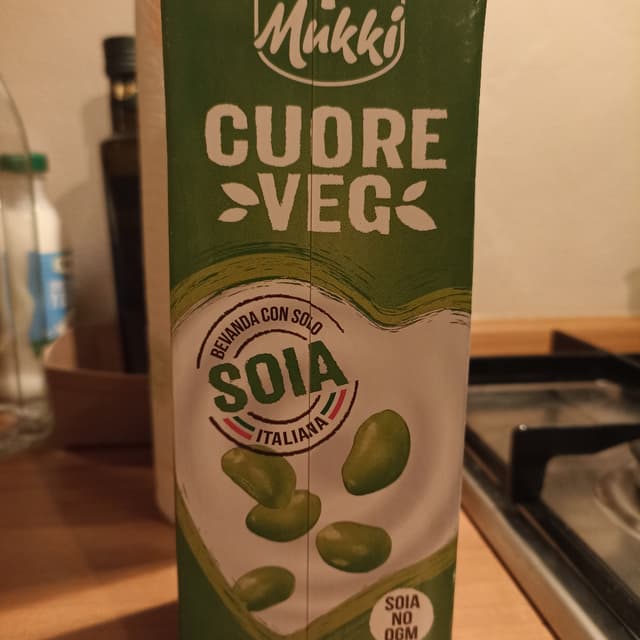 Mukki
CUORE
VEG
BEVANDA CON SOLO
SOIA
ITALIANA
SOIA
NO
OGM